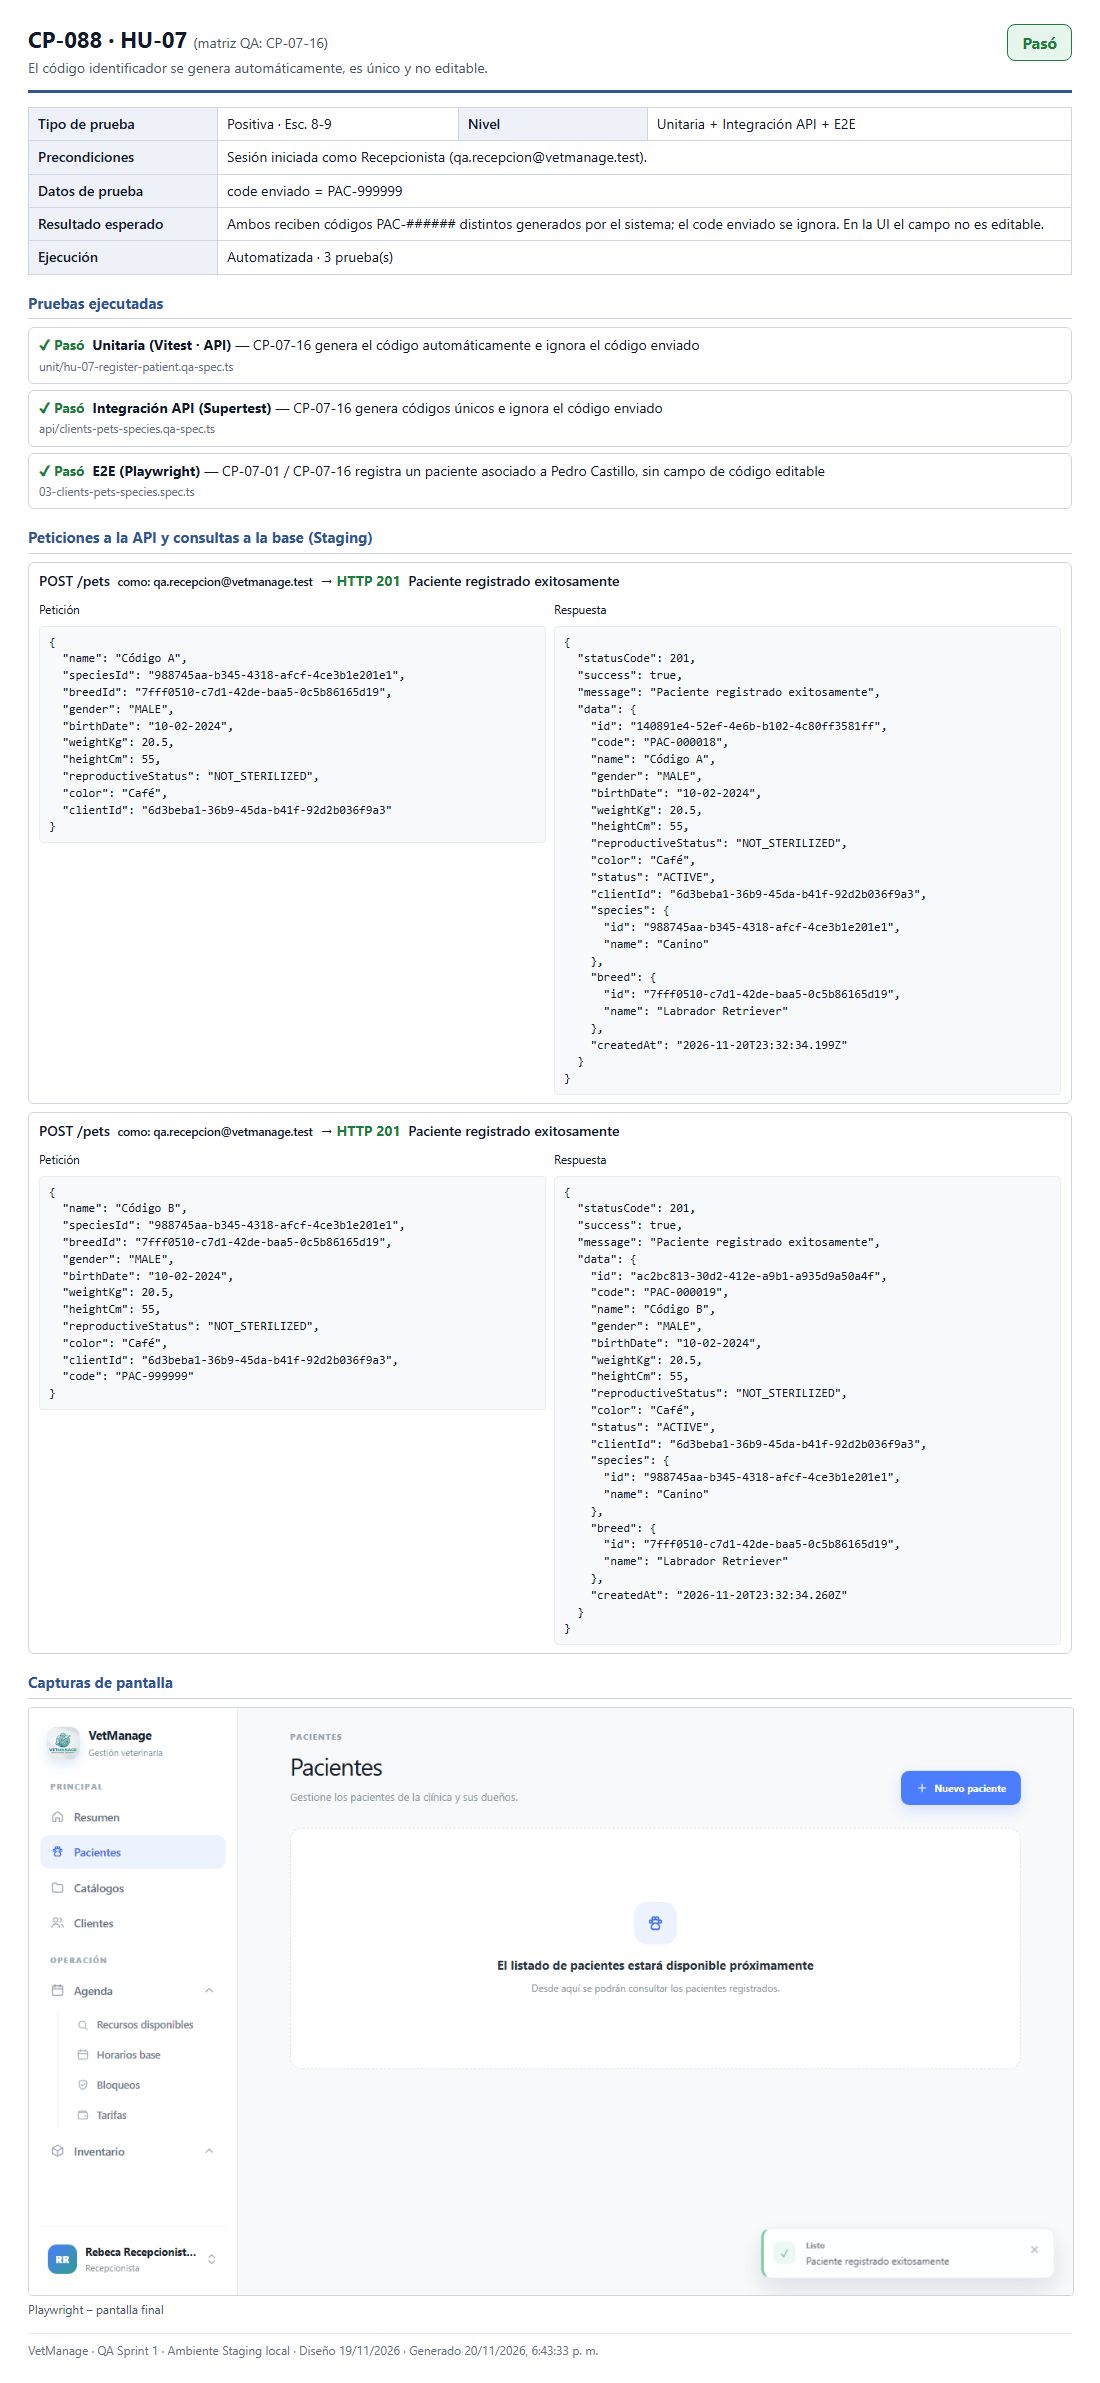 CP-088 · HU-07 (matriz QA: CP-07-16)
Pasó
El código identificador se genera automáticamente, es único y no editable.
Tipo de prueba Positiva · Esc. 8-9 Nivel Unitaria + Integración API + E2E
Precondiciones Sesión iniciada como Recepcionista (qa.recepcion@vetmanage.test).
Datos de prueba code enviado = PAC-999999
Resultado esperado Ambos reciben códigos PAC-###### distintos generados por el sistema; el code enviado se ignora. En la UI el campo no es editable.
Ejecución Automatizada · 3 prueba(s)
Pruebas ejecutadas
✓ Pasó Unitaria (Vitest · API) — CP-07-16 genera el código automáticamente e ignora el código enviado
unit/hu-07-register-patient.qa-spec.ts
✓ Pasó Integración API (Supertest) — CP-07-16 genera códigos únicos e ignora el código enviado
api/clients-pets-species.qa-spec.ts
✓ Pasó E2E (Playwright) — CP-07-01 / CP-07-16 registra un paciente asociado a Pedro Castillo, sin campo de código editable
03-clients-pets-species.spec.ts
Peticiones a la API y consultas a la base (Staging)
POST /pets como: qa.recepcion@vetmanage.test → HTTP 201 Paciente registrado exitosamente
Petición
{
"name": "Código A",
"speciesId": "988745aa-b345-4318-afcf-4ce3b1e201e1",
"breedId": "7fff0510-c7d1-42de-baa5-0c5b86165d19",
"gender": "MALE",
"birthDate": "10-02-2024",
"weightKg": 20.5,
"heightCm": 55,
"reproductiveStatus": "NOT_STERILIZED",
"color": "Café",
"clientId": "6d3beba1-36b9-45da-b41f-92d2b036f9a3"
}
Respuesta
{
"statusCode": 201,
"success": true,
"message": "Paciente registrado exitosamente",
"data": {
"id": "140891e4-52ef-4e6b-b102-4c80ff3581ff",
"code": "PAC-000018",
"name": "Código A",
"gender": "MALE",
"birthDate": "10-02-2024",
"weightKg": 20.5,
"heightCm": 55,
"reproductiveStatus": "NOT_STERILIZED",
"color": "Café",
"status": "ACTIVE",
"clientId": "6d3beba1-36b9-45da-b41f-92d2b036f9a3",
"species": {
"id": "988745aa-b345-4318-afcf-4ce3b1e201e1",
"name": "Canino"
},
"breed": {
"id": "7fff0510-c7d1-42de-baa5-0c5b86165d19",
"name": "Labrador Retriever"
},
"createdAt": "2026-11-20T23:32:34.199Z"
}
}
POST /pets como: qa.recepcion@vetmanage.test → HTTP 201 Paciente registrado exitosamente
Petición
{
"name": "Código B",
"speciesId": "988745aa-b345-4318-afcf-4ce3b1e201e1",
"breedId": "7fff0510-c7d1-42de-baa5-0c5b86165d19",
"gender": "MALE",
"birthDate": "10-02-2024",
"weightKg": 20.5,
"heightCm": 55,
"reproductiveStatus": "NOT_STERILIZED",
"color": "Café",
"clientId": "6d3beba1-36b9-45da-b41f-92d2b036f9a3",
"code": "PAC-999999"
}
Respuesta
{
"statusCode": 201,
"success": true,
"message": "Paciente registrado exitosamente",
"data": {
"id": "ac2bc813-30d2-412e-a9b1-a935d9a50a4f",
"code": "PAC-000019",
"name": "Código B",
"gender": "MALE",
"birthDate": "10-02-2024",
"weightKg": 20.5,
"heightCm": 55,
"reproductiveStatus": "NOT_STERILIZED",
"color": "Café",
"status": "ACTIVE",
"clientId": "6d3beba1-36b9-45da-b41f-92d2b036f9a3",
"species": {
"id": "988745aa-b345-4318-afcf-4ce3b1e201e1",
"name": "Canino"
},
"breed": {
"id": "7fff0510-c7d1-42de-baa5-0c5b86165d19",
"name": "Labrador Retriever"
},
"createdAt": "2026-11-20T23:32:34.260Z"
}
}
Capturas de pantalla
VetManage
Gestión veterinaria
PRINCIPAL
Resumen
Pacientes
Catálogos
Clientes
OPERACIÓN
Agenda
Recursos disponibles
Horarios base
Bloqueos
Tarifas
Inventario
RR
Rebeca Recepcionist...
Recepcionista
PACIENTES
Pacientes
Gestione los pacientes de la clínica y sus dueños.
+ Nuevo paciente
El listado de pacientes estará disponible próximamente
Desde aquí se podrán consultar los pacientes registrados.
Listo
Paciente registrado exitosamente
Playwright – pantalla final
VetManage · QA Sprint 1 · Ambiente Staging local · Diseño 19/11/2026 · Generado 20/11/2026, 6:43:33 p. m.